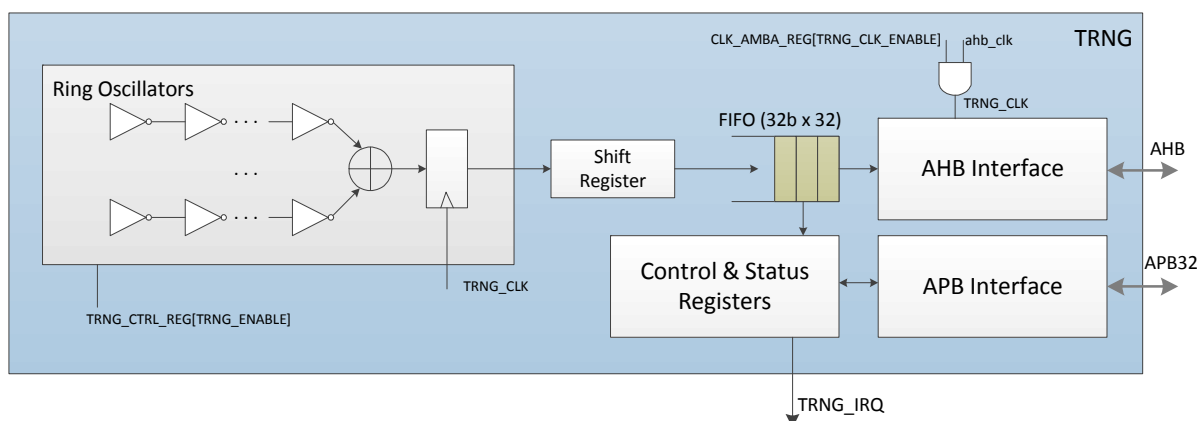 CLK_AMBA_REG[TRNG_CLK_ENABLE]
ahb_clk
TRNG
Ring Oscillators
. . .
. . .
. . .
TRNG_CLK
TRNG_CTRL_REG[TRNG_ENABLE]
Shift
Register
FIFO (32b x 32)
TRNG_CLK
AHB Interface
AHB
Control & Status
Registers
APB Interface
APB32
TRNG_IRQ